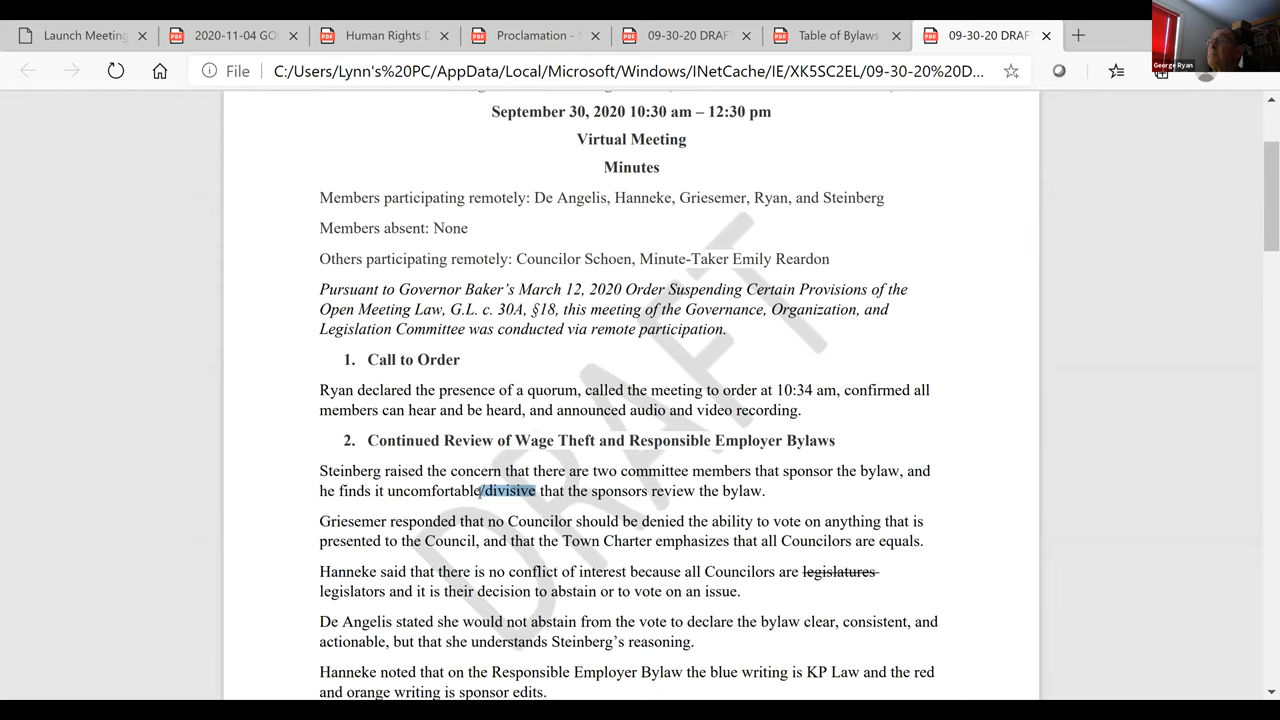 Launch Meeting
2020-11-04 GO
Human Rights D
Proclamation -
09-30-20 DRAF
Table of Bylaws
09-30-20 DRAF
George Ryan
File
C:/Users/Lynn's%20PC/AppData/Local/Microsoft/Windows/INetCache/IE/XK5SC2EL/09-30-20%20D...
September 30, 2020 10:30 am – 12:30 pm
Virtual Meeting
Minutes
Members participating remotely: De Angelis, Hanneke, Griesemer, Ryan, and Steinberg
Members absent: None
Others participating remotely: Councilor Schoen, Minute-Taker Emily Reardon
Pursuant to Governor Baker’s March 12, 2020 Order Suspending Certain Provisions of the
Open Meeting Law, G.L. c. 30A, §18, this meeting of the Governance, Organization, and
Legislation Committee was conducted via remote participation.
1. Call to Order
Ryan declared the presence of a quorum, called the meeting to order at 10:34 am, confirmed all
members can hear and be heard, and announced audio and video recording.
2. Continued Review of Wage Theft and Responsible Employer Bylaws
Steinberg raised the concern that there are two committee members that sponsor the bylaw, and
he finds it uncomfortable/divisive that the sponsors review the bylaw.
Griesemer responded that no Councilor should be denied the ability to vote on anything that is
presented to the Council, and that the Town Charter emphasizes that all Councilors are equals.
Hanneke said that there is no conflict of interest because all Councilors are legislatures
legislators and it is their decision to abstain or to vote on an issue.
De Angelis stated she would not abstain from the vote to declare the bylaw clear, consistent, and
actionable, but that she understands Steinberg’s reasoning.
Hanneke noted that on the Responsible Employer Bylaw the blue writing is KP Law and the red
and orange writing is sponsor edits.
DRAFT